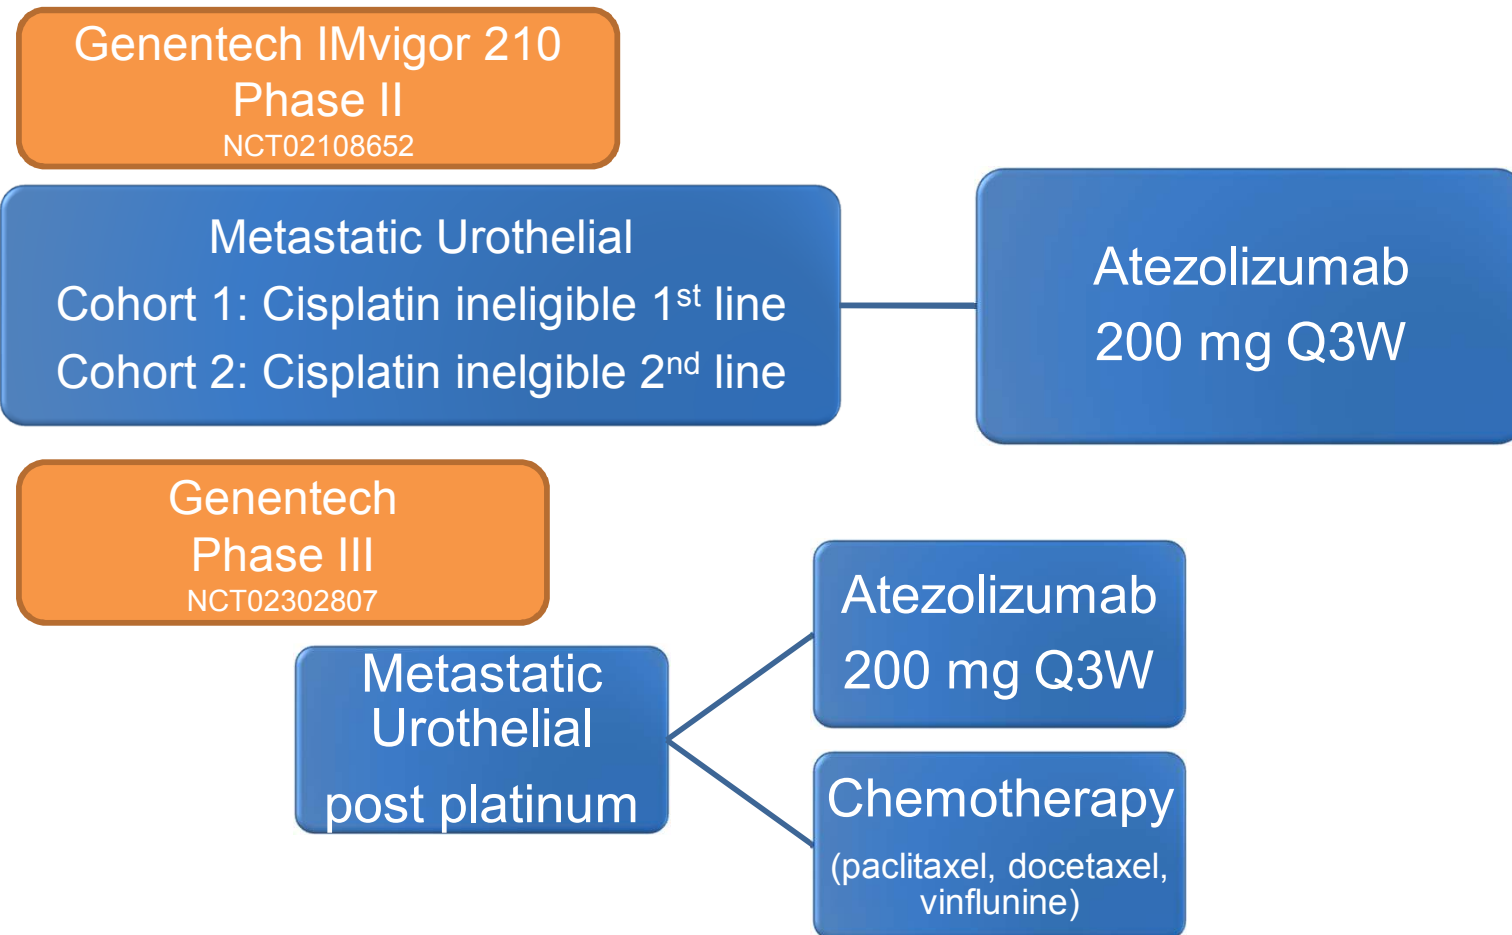 Genentech IMvigor 210
Phase II
NCT02108652
Metastatic Urothelial
Cohort 1: Cisplatin ineligible 1st line
Cohort 2: Cisplatin inelgible 2nd line
Atezolizumab
200 mg Q3W
Genentech
Phase III
NCT02302807
Metastatic
Urothelial
post platinum
Atezolizumab
200 mg Q3W
Chemotherapy
(paclitaxel, docetaxel,
vinflunine)